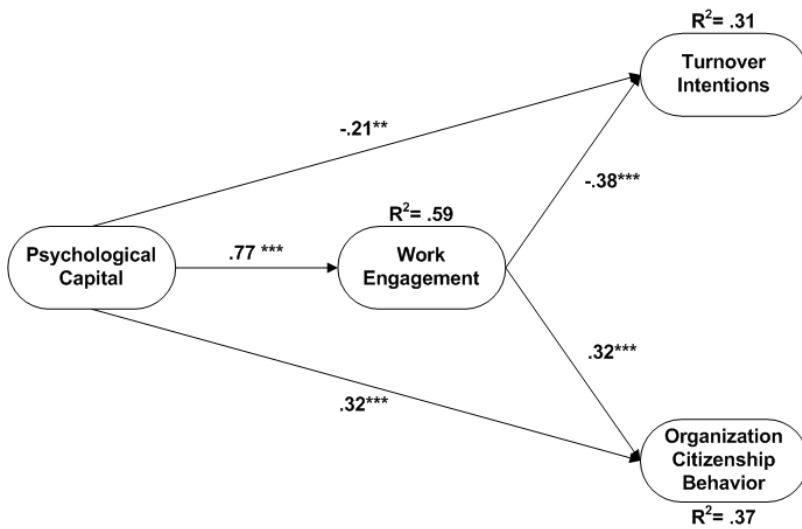 R²= .31
Turnover
Intentions
-.21**
-.38***
R²= .59
Psychological
Capital
.77 ***
Work
Engagement
.32***
.32***
Organization
Citizenship
Behavior
R²= .37